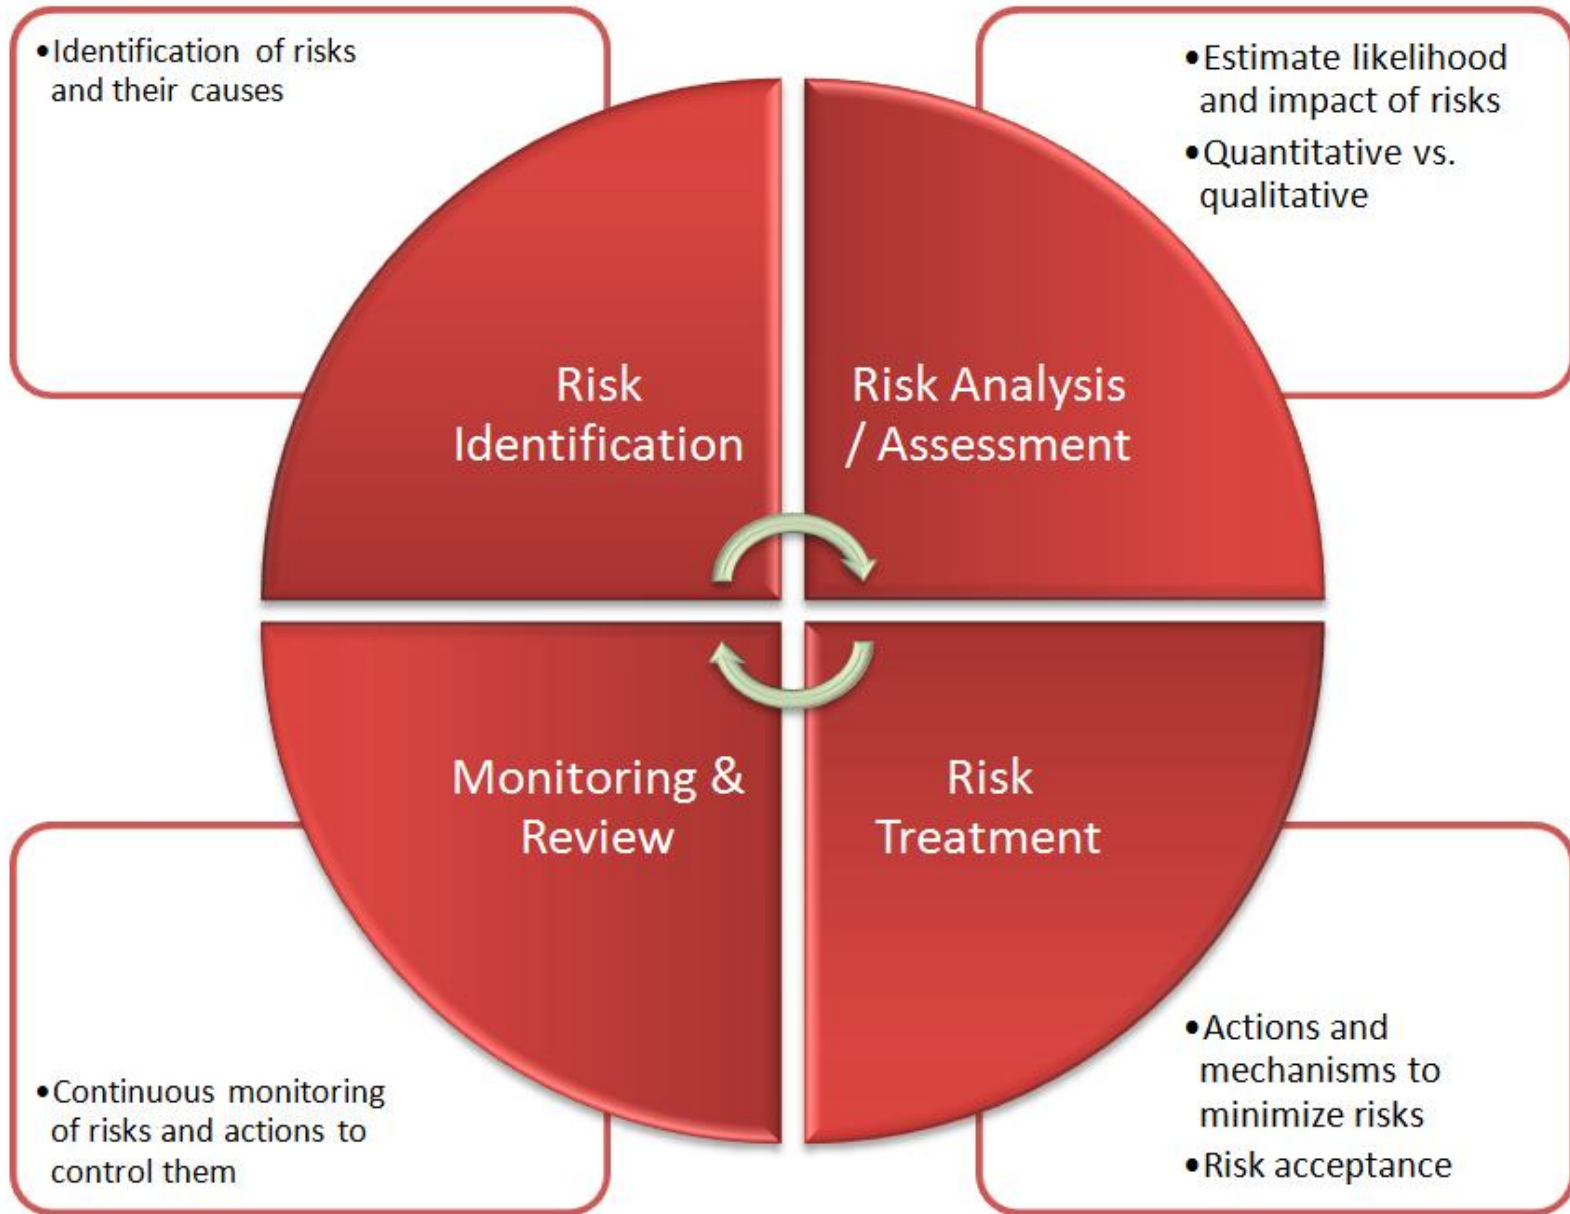 •Identification of risks
and their causes
•Estimate likelihood
and impact of risks
•Quantitative vs.
qualitative
Risk
Identification
Risk Analysis
/ Assessment
Monitoring &
Review
Risk
Treatment
•Continuous monitoring
of risks and actions to
control them
•Actions and
mechanisms to
minimize risks
•Risk acceptance